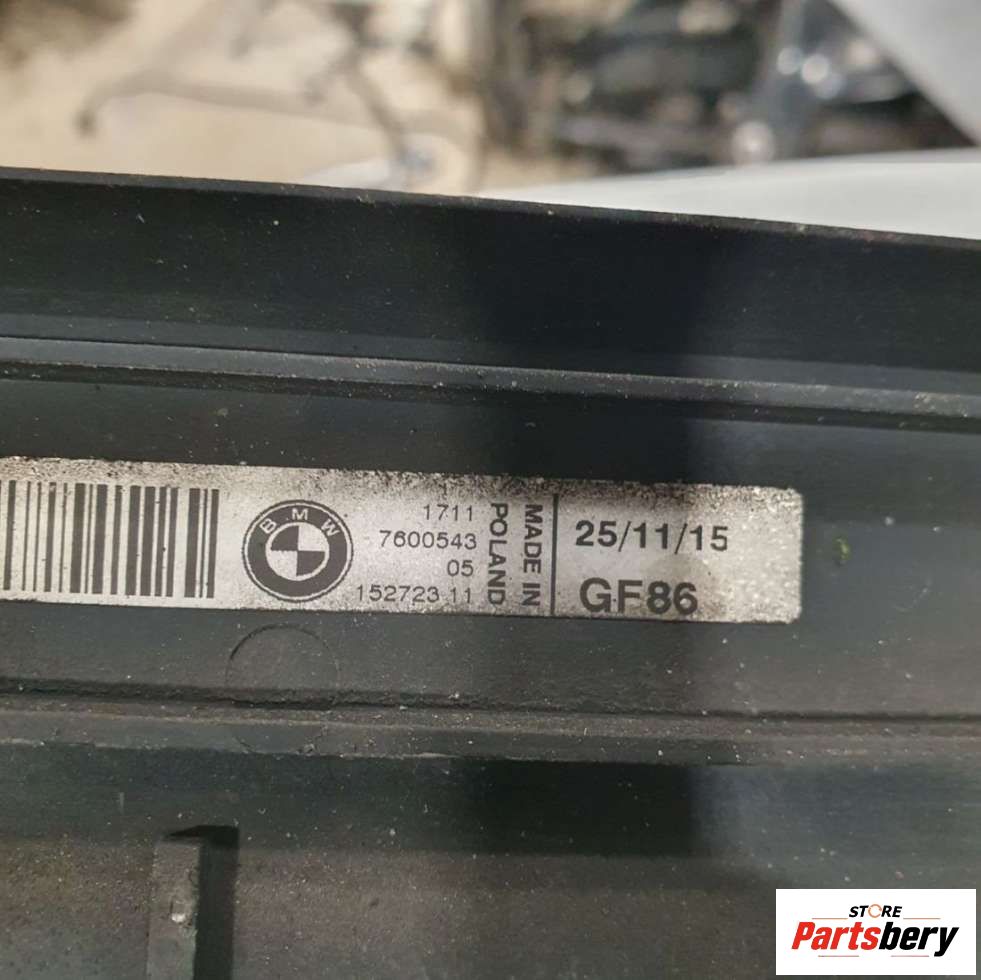 BMW
1711
7600543
05
152723 11
MADE IN
POLAND
25/11/15
GF86
STORE
Partsbery